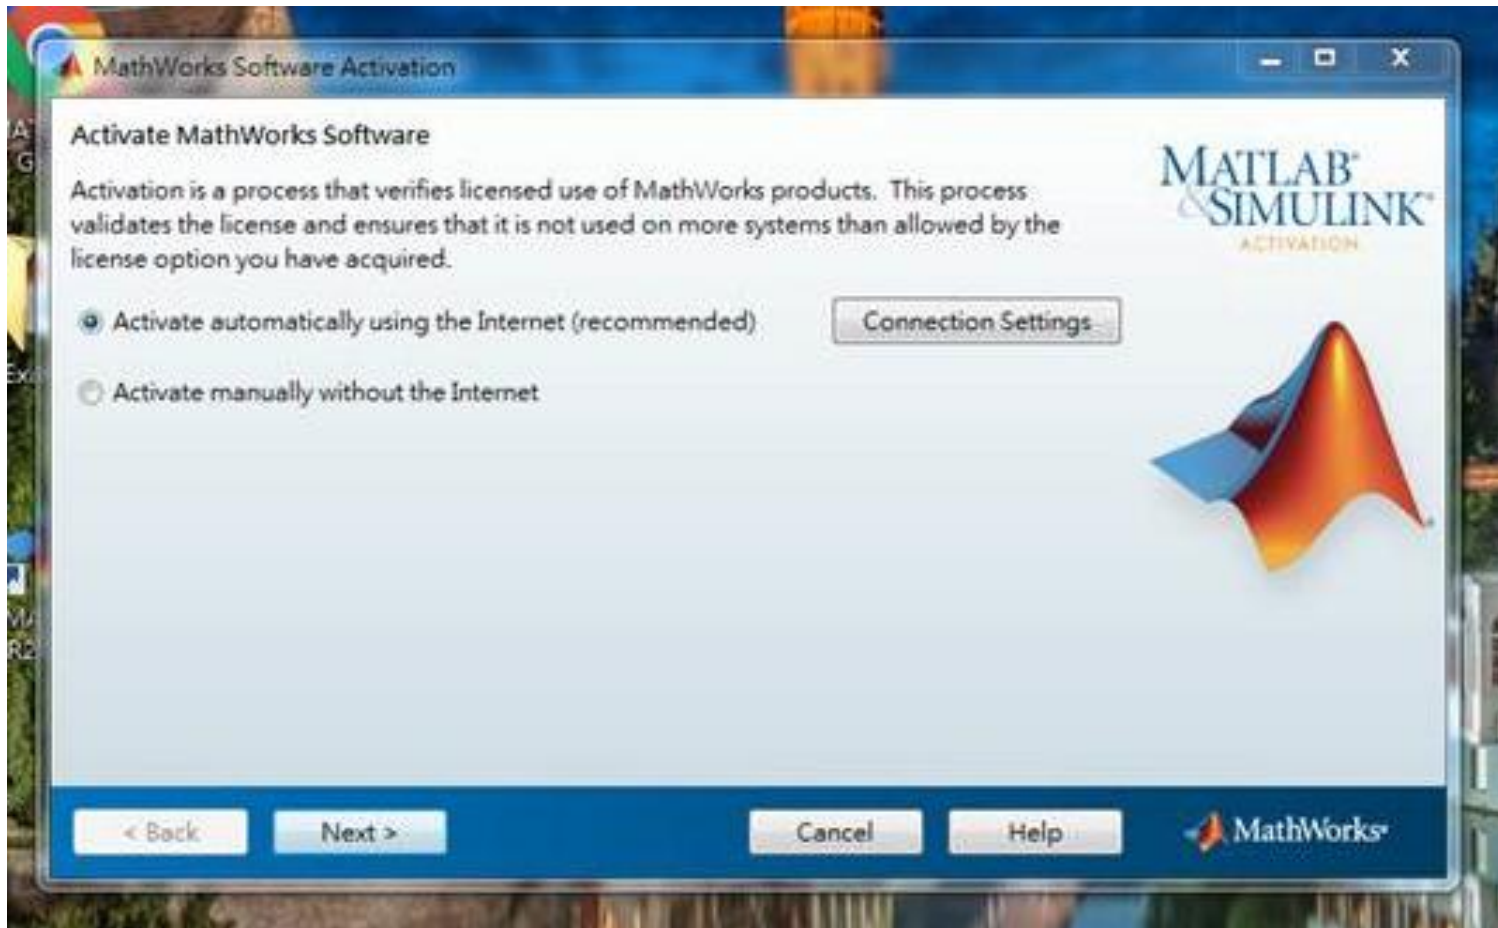 MathWorks Software Activation
Activate MathWorks Software
Activation is a process that verifies licensed use of MathWorks products. This process
validates the license and ensures that it is not used on more systems than allowed by the
license option you have acquired.
Activate automatically using the Internet (recommended)
Connection Settings
Activate manually without the Internet
MATLAB®
&SIMULINK®
ACTIVATION
< Back
Next >
Cancel
Help
MathWorks®